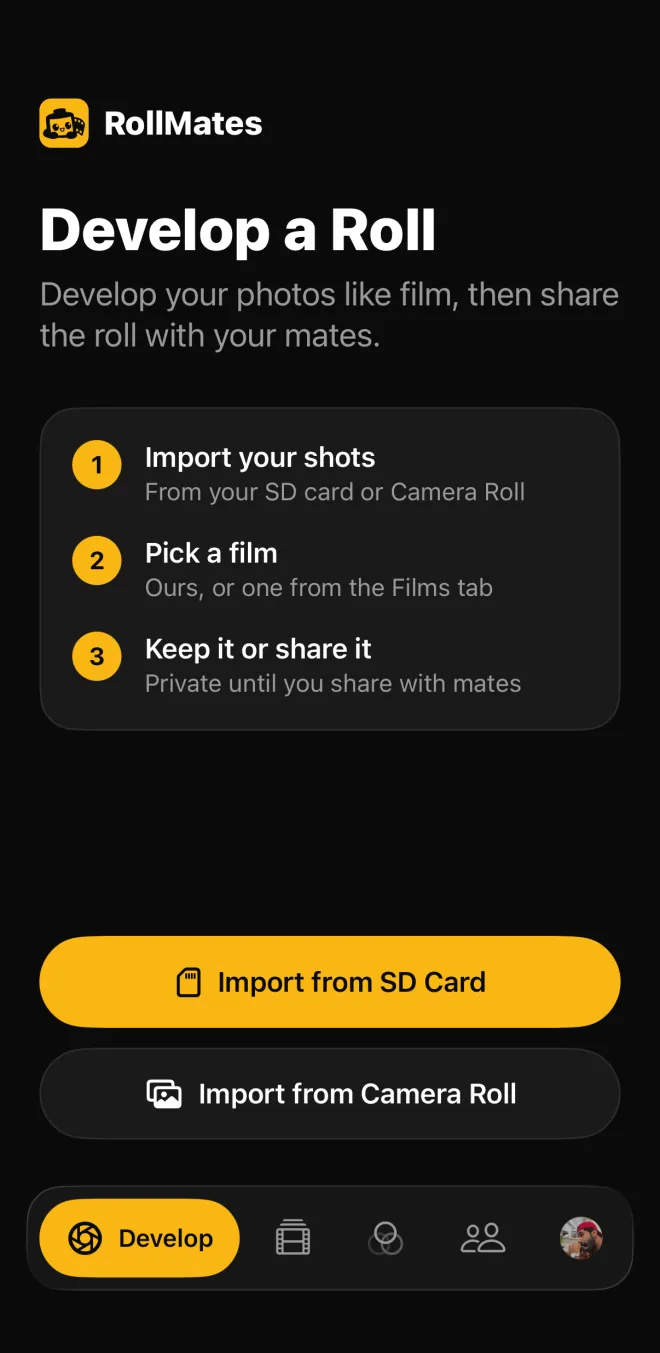 RollMates
Develop a Roll
Develop your photos like film, then share
the roll with your mates.
1
Import your shots
From your SD card or Camera Roll
2
Pick a film
Ours, or one from the Films tab
3
Keep it or share it
Private until you share with mates
Import from SD Card
Import from Camera Roll
Develop